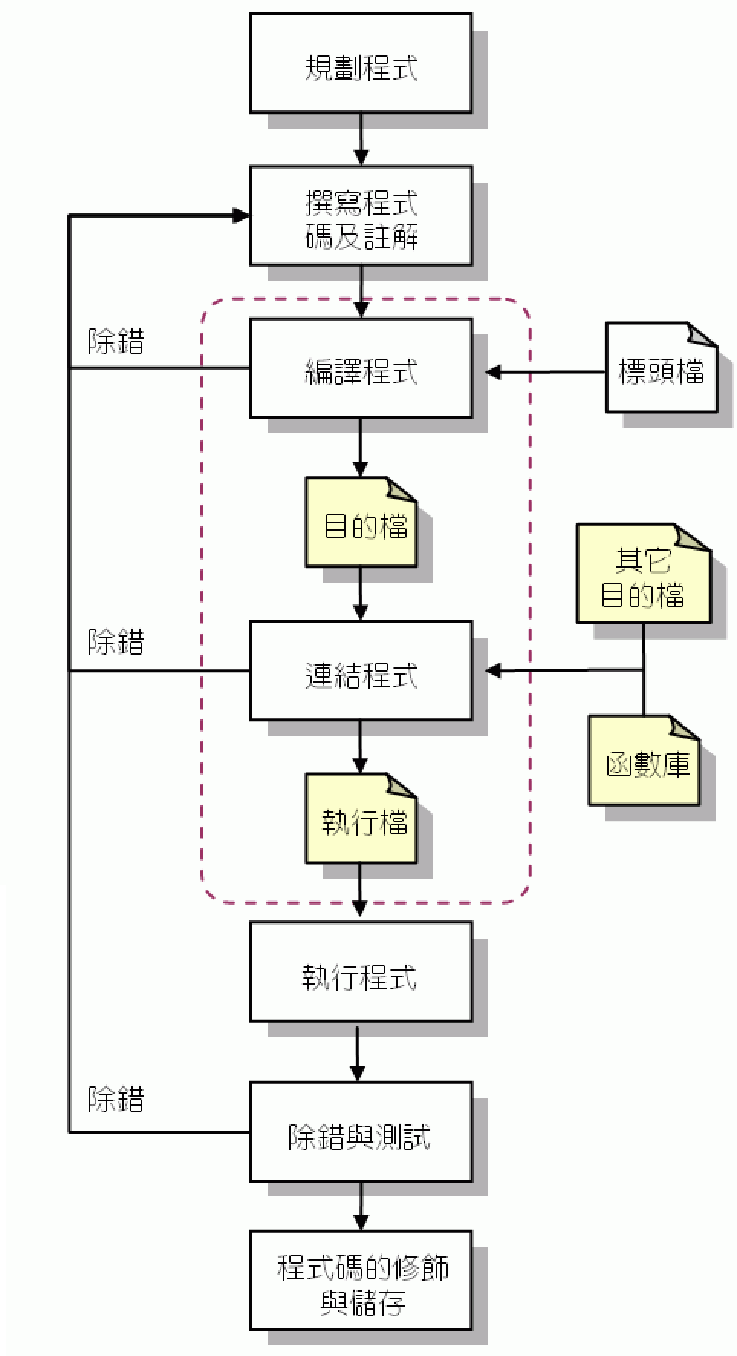 規劃程式
撰寫程式
碼及註解
除錯
編譯程式
標頭檔
目的檔
其它
目的檔
除錯
連結程式
函數庫
執行檔
執行程式
除錯
除錯與測試
程式碼的修飾
與儲存